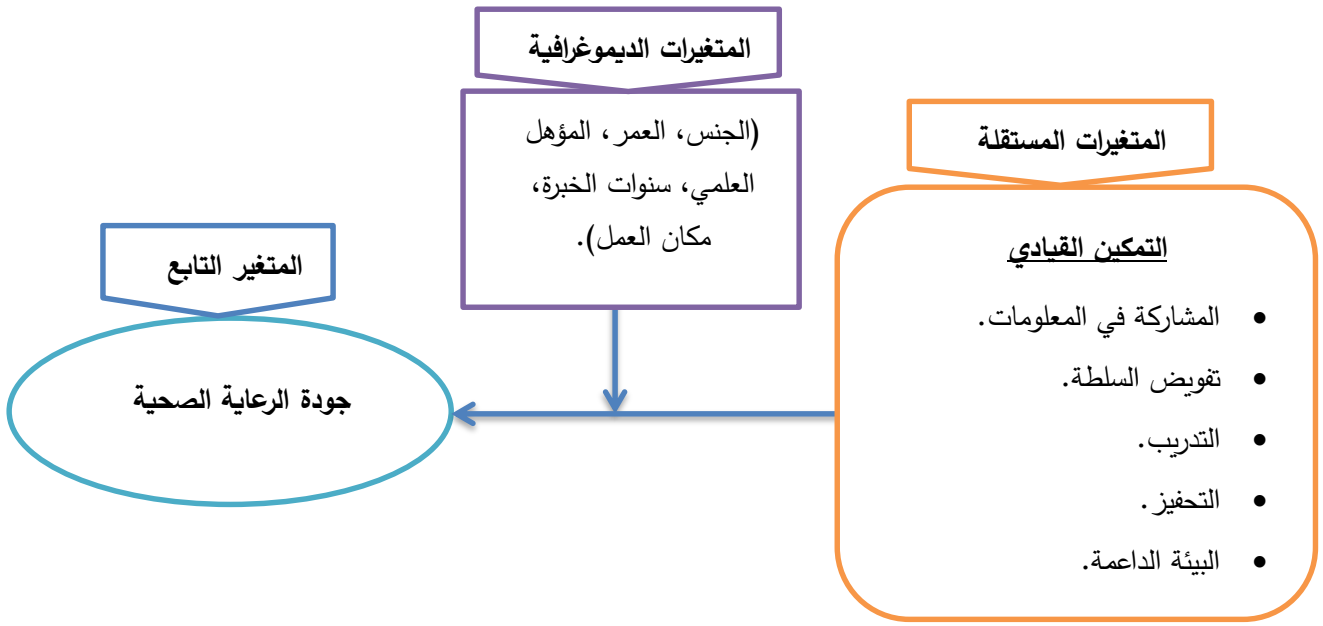 المتغيرات الديموغرافية
(الجنس، العمر، المؤهل
العلمي، سنوات الخبرة،
مكان العمل).
المتغيرات المستقلة
التمكين القيادي
• المشاركة في المعلومات.
• تفويض السلطة.
• التدريب.
• التحفيز.
• البيئة الداعمة.
المتغير التابع
جودة الرعاية الصحية